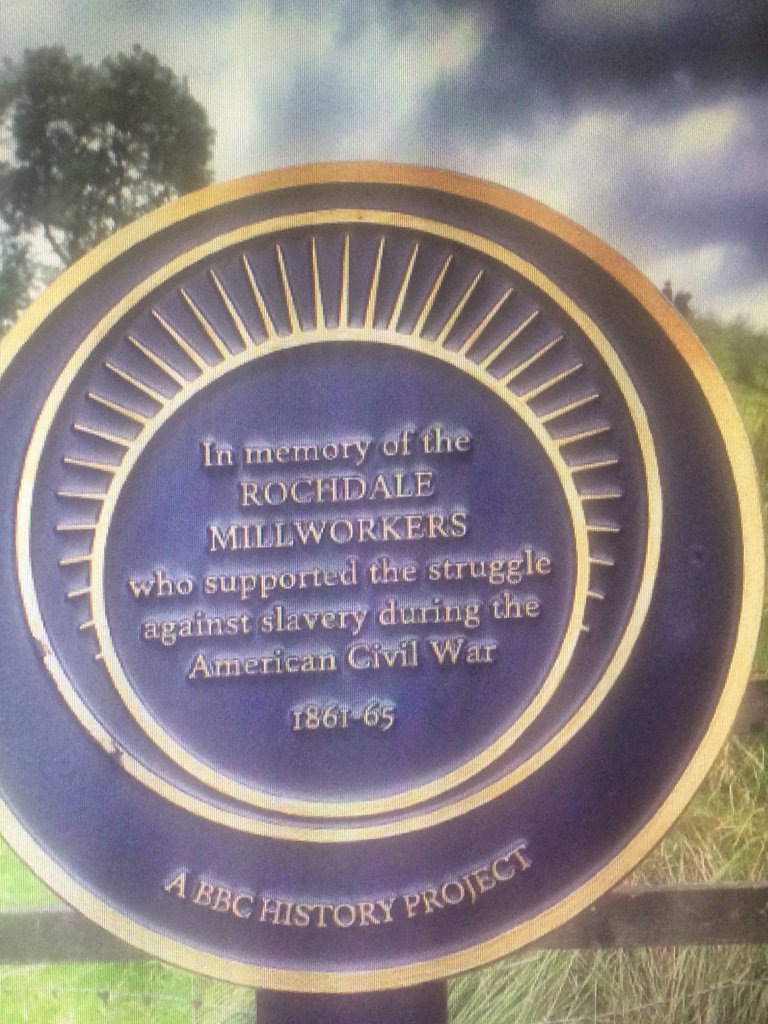 In memory of the
ROCHDALE
MILLWORKERS
who supported the struggle
against slavery during the
American Civil War
1861-65
A BBC HISTORY PROJECT